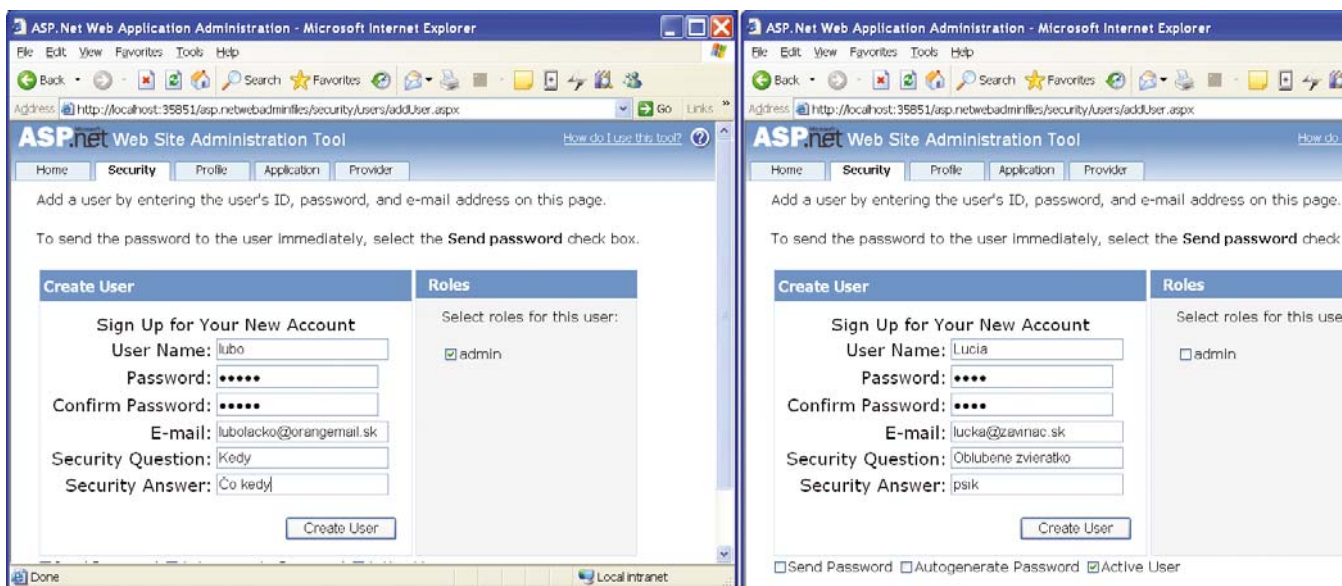 ASP.Net Web Application Administration - Microsoft Internet Explorer
File Edit View Favorites Tools Help
Back Search Favorites
Address http://localhost:35851/asp.netwebadminfiles/security/users/addUser.aspx Go Links »
Microsoft
ASP.net Web Site Administration Tool How do I use this tool? ?
Home Security Profile Application Provider
Add a user by entering the user's ID, password, and e-mail address on this page.
To send the password to the user immediately, select the Send password check box.
Create User Roles
Sign Up for Your New Account Select roles for this user:
User Name: lubo admin
Password: •••••
Confirm Password: •••••
E-mail: lubolacko@orangemail.sk
Security Question: Kedy
Security Answer: Čo kedy
Create User
Done Local intranet
ASP.Net Web Application Administration - Microsoft Internet Explorer
File Edit View Favorites Tools Help
Back Search Favorites
Address http://localhost:35851/asp.netwebadminfiles/security/users/addUser.aspx
Microsoft
ASP.net Web Site Administration Tool How do
Home Security Profile Application Provider
Add a user by entering the user's ID, password, and e-mail address on this page.
To send the password to the user immediately, select the Send password check
Create User Roles
Sign Up for Your New Account Select roles for this use
User Name: Lucia admin
Password: ••••
Confirm Password: ••••
E-mail: lucka@zavinac.sk
Security Question: Oblubene zvieratko
Security Answer: psik
Create User
Send Password Autogenerate Password Active User